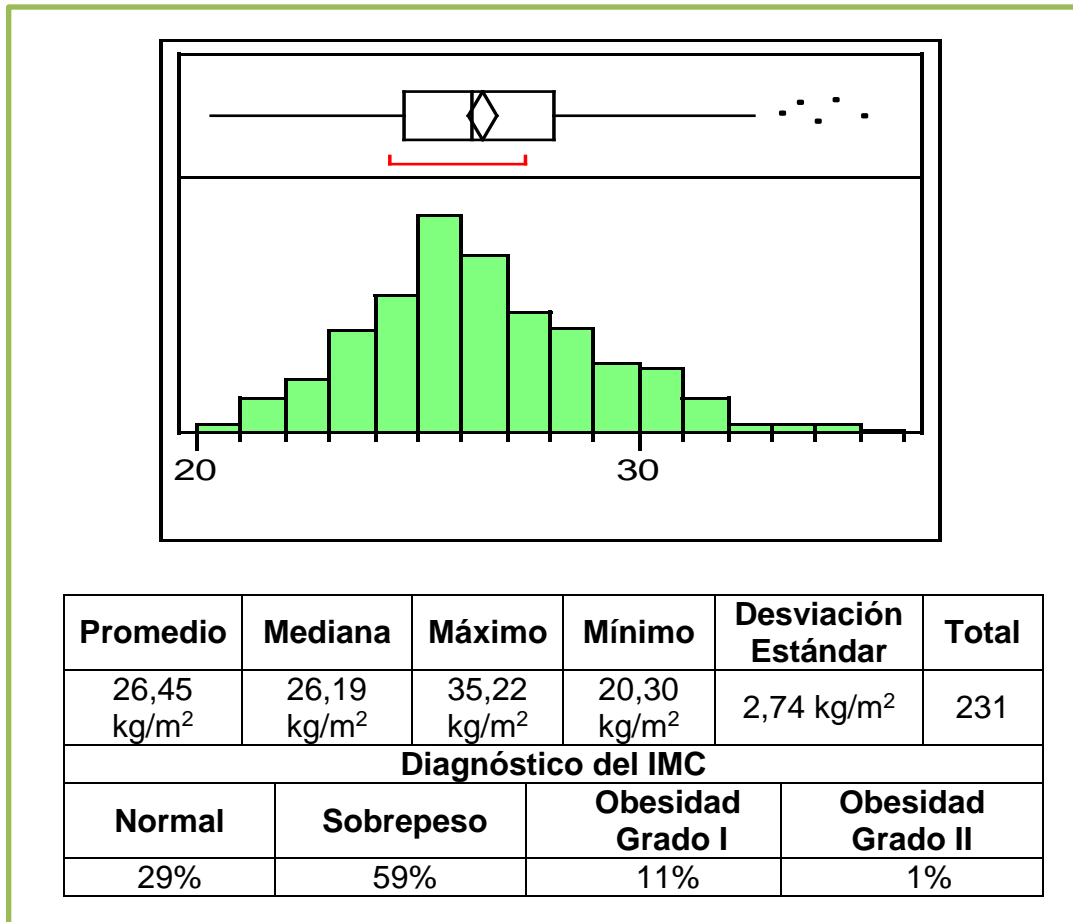 20 30
Promedio Mediana Máximo Mínimo Desviación Estándar Total
26,45 kg/m² 26,19 kg/m² 35,22 kg/m² 20,30 kg/m² 2,74 kg/m² 231
Diagnóstico del IMC
Normal Sobrepeso Obesidad Grado I Obesidad Grado II
29% 59% 11% 1%